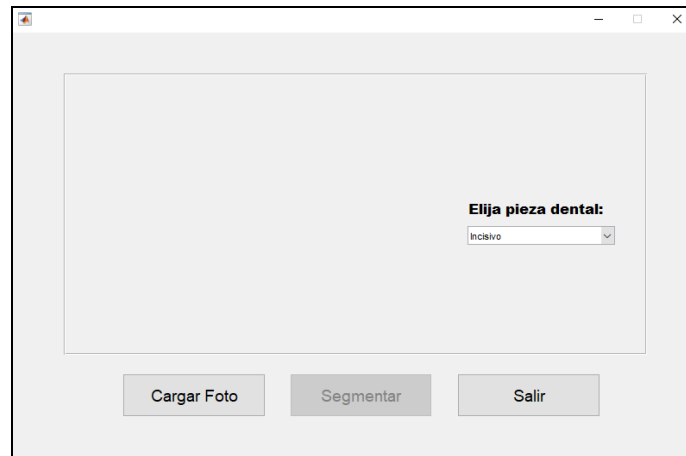 Elija pieza dental:
Incisivo
Cargar Foto
Segmentar
Salir